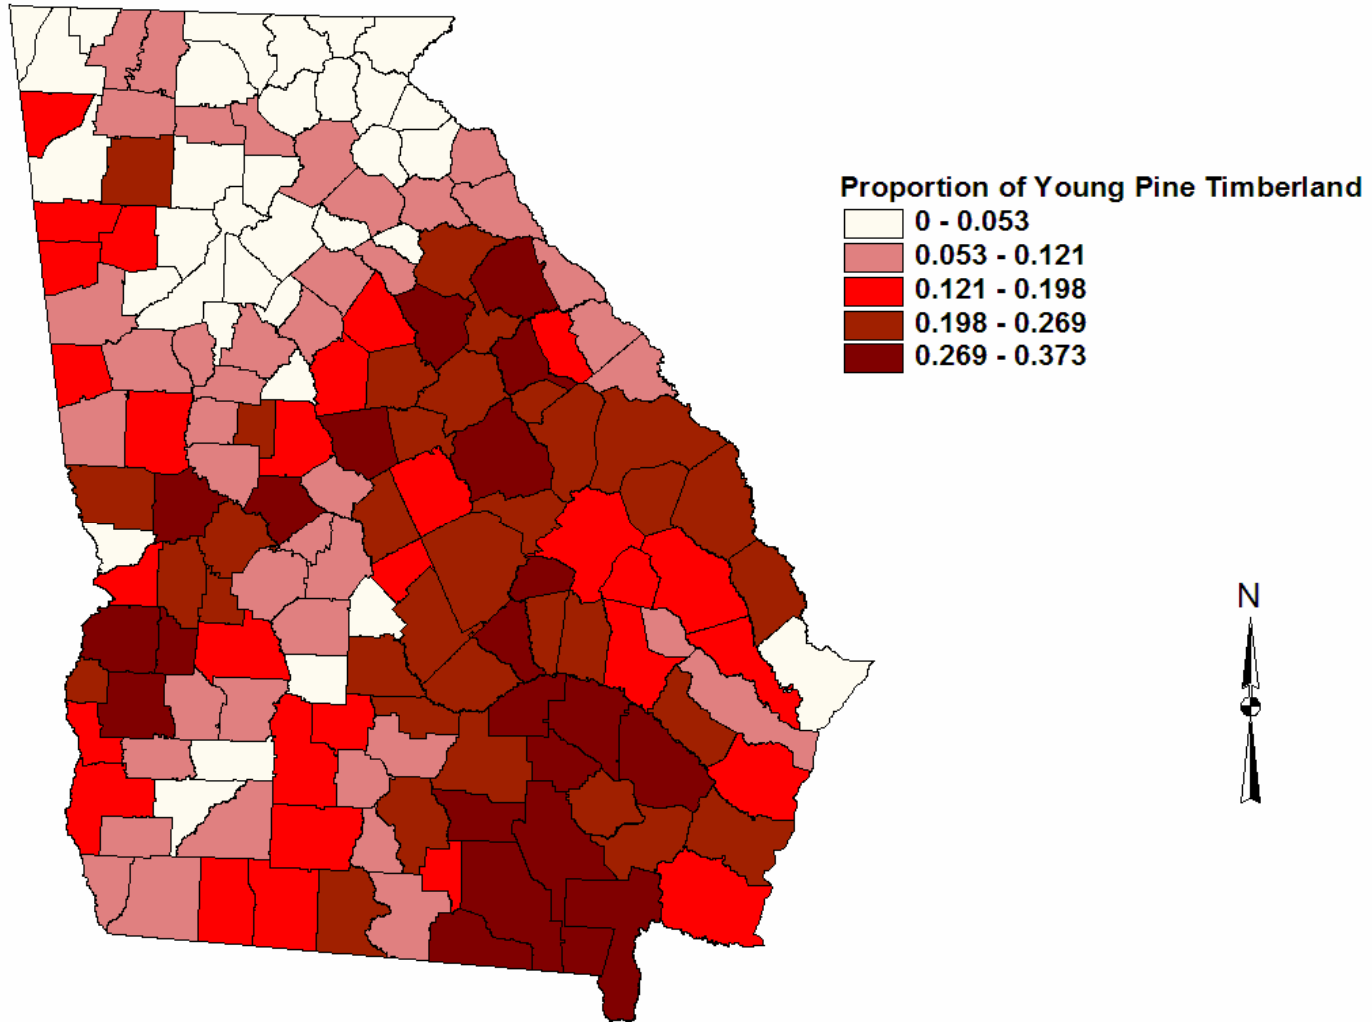 Proportion of Young Pine Timberland
0 - 0.053
0.053 - 0.121
0.121 - 0.198
0.198 - 0.269
0.269 - 0.373
N